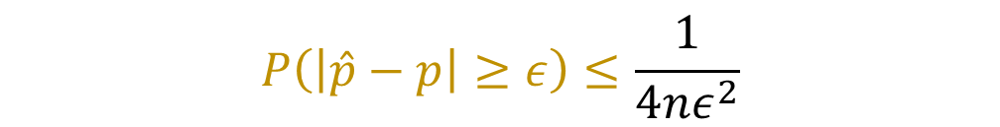 P(|p̂ − p| ≥ ϵ) ≤ 1/(4nϵ²)